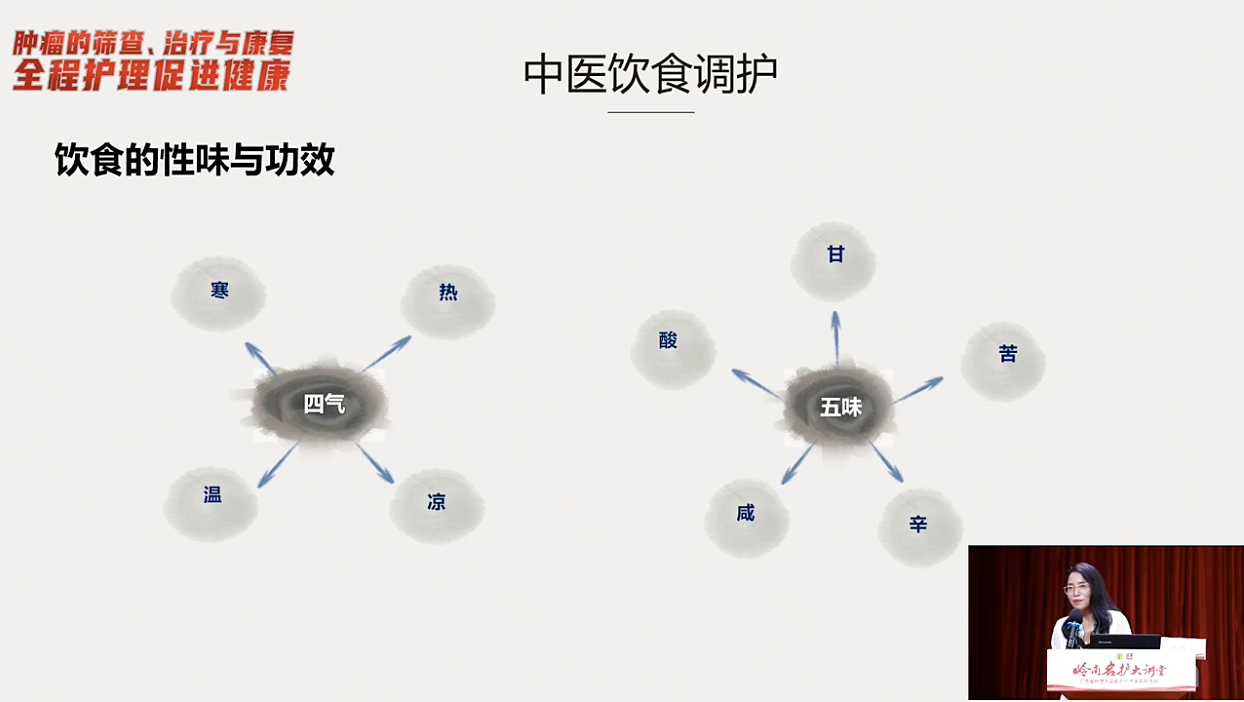 肿瘤的筛查、治疗与康复
全程护理促进健康
中医饮食调护
饮食的性味与功效
寒
热
四气
温
凉
甘
酸
苦
五味
咸
辛
岭南名护大讲堂